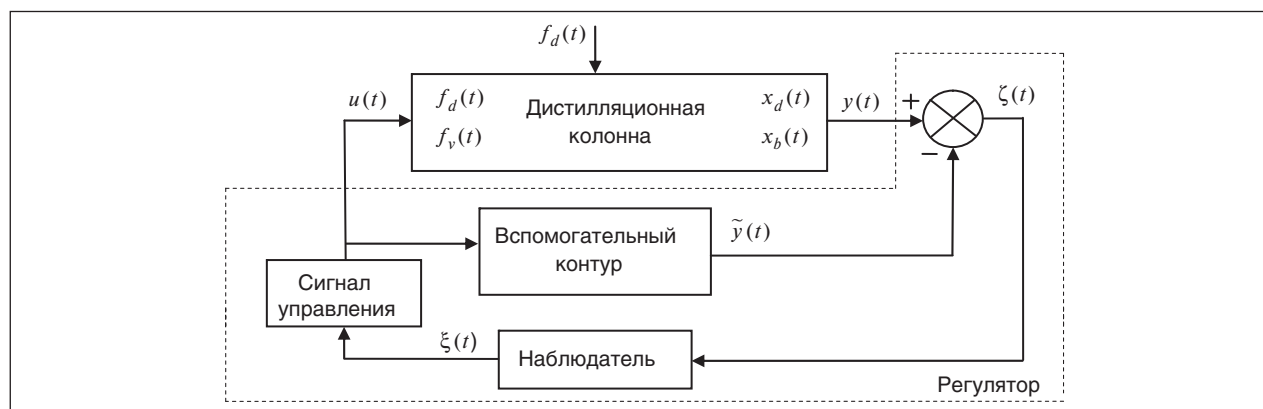 f_d(t)
u(t)
f_d(t)
f_v(t)
Дистилляционная
колонна
x_d(t)
x_b(t)
y(t)
+
−
ζ(t)
Вспомогательный
контур
ỹ(t)
Сигнал
управления
ξ(t)
Наблюдатель
Регулятор